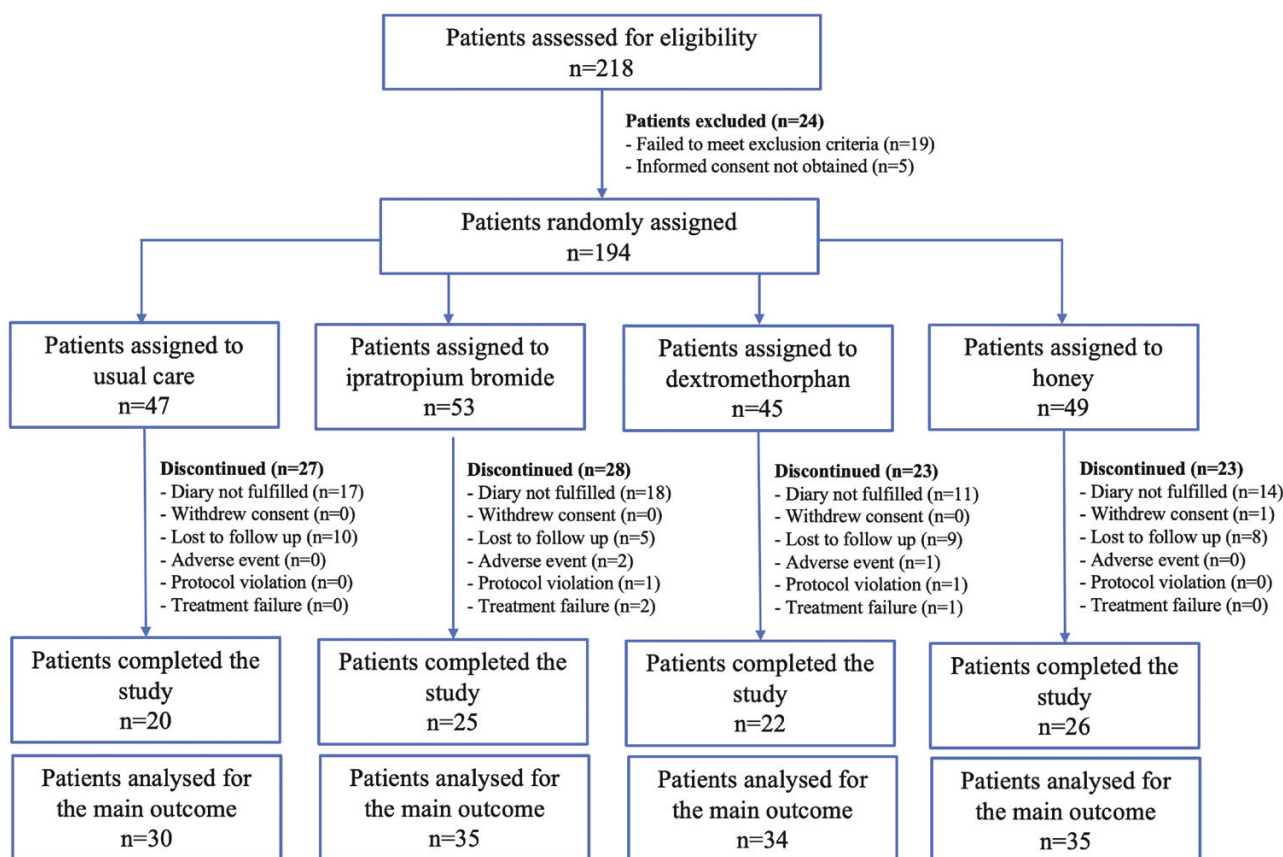 Patients assessed for eligibility
n=218
Patients excluded (n=24)
- Failed to meet exclusion criteria (n=19)
- Informed consent not obtained (n=5)
Patients randomly assigned
n=194
Patients assigned to
usual care
n=47
Patients assigned to
ipratropium bromide
n=53
Patients assigned to
dextromethorphan
n=45
Patients assigned to
honey
n=49
Discontinued (n=27)
- Diary not fulfilled (n=17)
- Withdrew consent (n=0)
- Lost to follow up (n=10)
- Adverse event (n=0)
- Protocol violation (n=0)
- Treatment failure (n=0)
Discontinued (n=28)
- Diary not fulfilled (n=18)
- Withdrew consent (n=0)
- Lost to follow up (n=5)
- Adverse event (n=2)
- Protocol violation (n=1)
- Treatment failure (n=2)
Discontinued (n=23)
- Diary not fulfilled (n=11)
- Withdrew consent (n=0)
- Lost to follow up (n=9)
- Adverse event (n=1)
- Protocol violation (n=1)
- Treatment failure (n=1)
Discontinued (n=23)
- Diary not fulfilled (n=14)
- Withdrew consent (n=1)
- Lost to follow up (n=8)
- Adverse event (n=0)
- Protocol violation (n=0)
- Treatment failure (n=0)
Patients completed the
study
n=20
Patients completed the
study
n=25
Patients completed the
study
n=22
Patients completed the
study
n=26
Patients analysed for
the main outcome
n=30
Patients analysed for
the main outcome
n=35
Patients analysed for
the main outcome
n=34
Patients analysed for
the main outcome
n=35